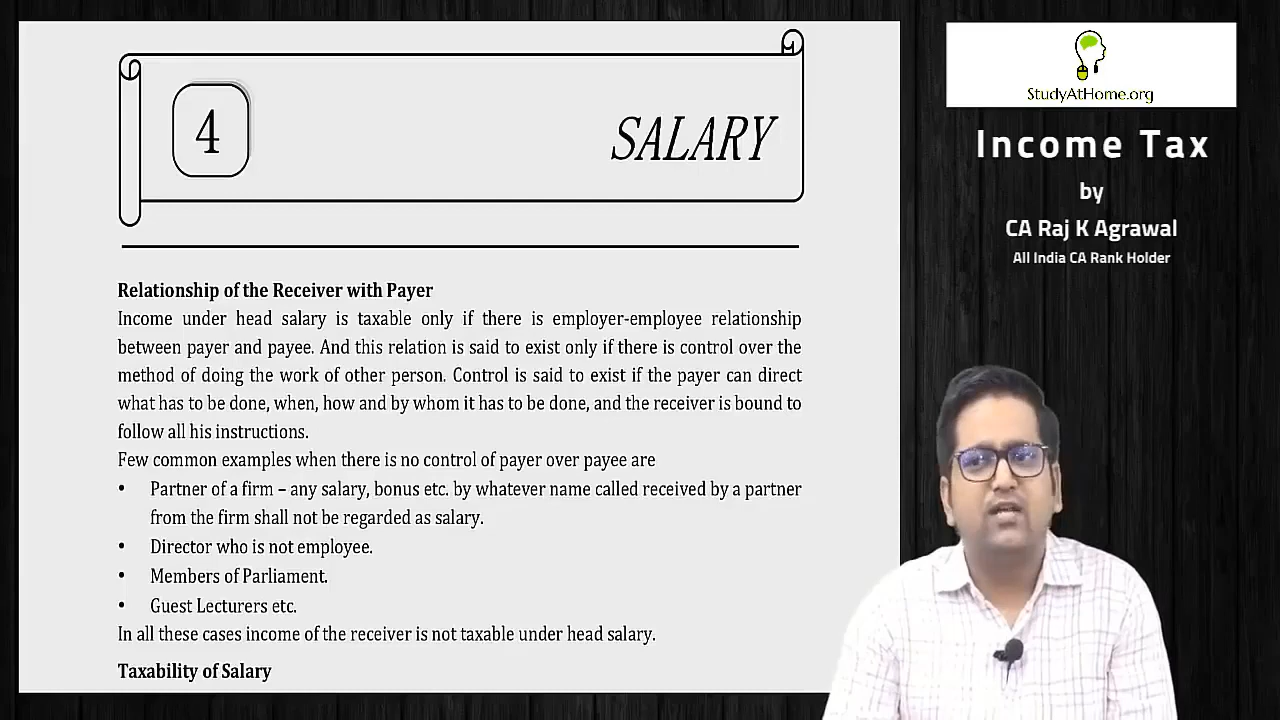 4
SALARY
Relationship of the Receiver with Payer
Income under head salary is taxable only if there is employer-employee relationship
between payer and payee. And this relation is said to exist only if there is control over the
method of doing the work of other person. Control is said to exist if the payer can direct
what has to be done, when, how and by whom it has to be done, and the receiver is bound to
follow all his instructions.
Few common examples when there is no control of payer over payee are
• Partner of a firm – any salary, bonus etc. by whatever name called received by a partner
from the firm shall not be regarded as salary.
• Director who is not employee.
• Members of Parliament.
• Guest Lecturers etc.
In all these cases income of the receiver is not taxable under head salary.
Taxability of Salary
StudyAtHome.org
Income Tax
by
CA Raj K Agrawal
All India CA Rank Holder